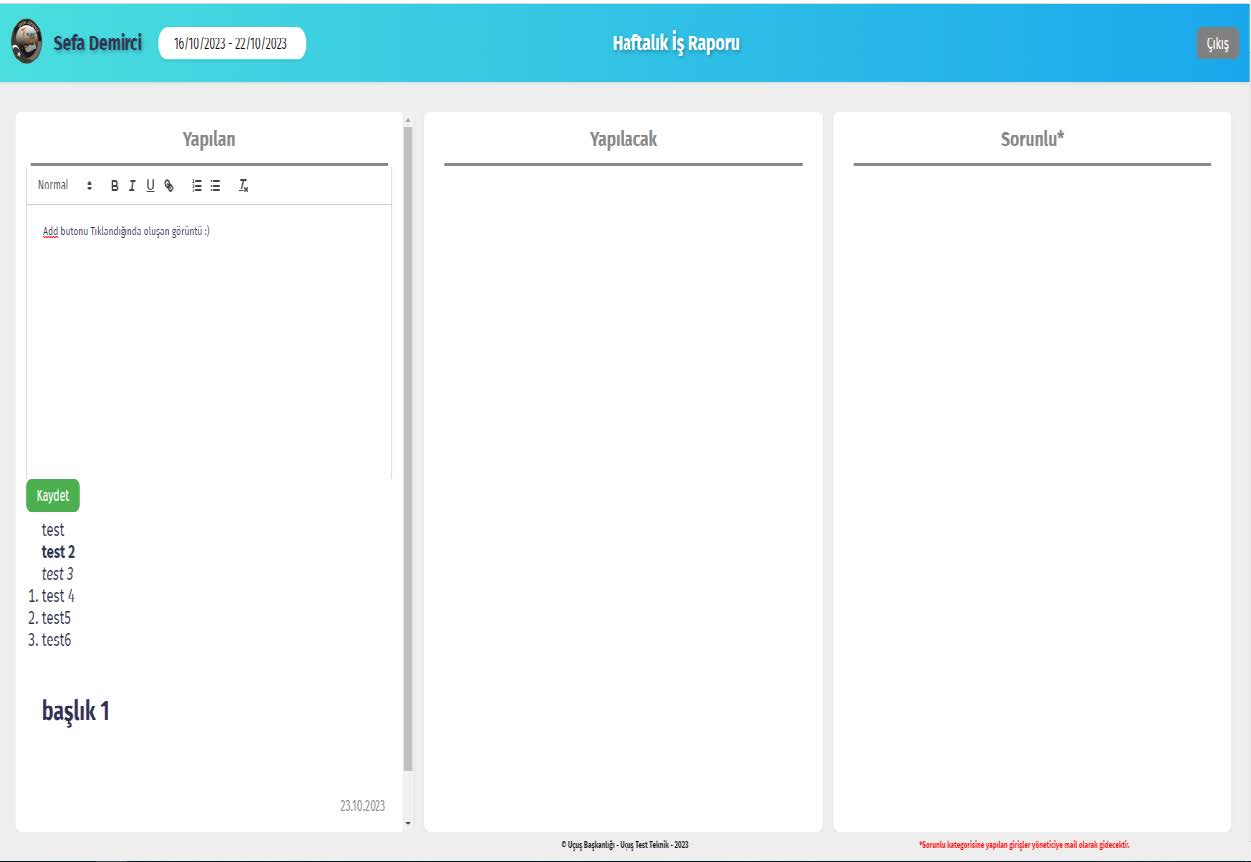 Sefa Demirci
16/10/2023 - 22/10/2023
Haftalık İş Raporu
Çıkış
Yapılan
Normal
Add butonu Tıklandığında oluşan görüntü :)
Kaydet
test
test 2
test 3
1. test 4
2. test5
3. test6
başlık 1
23.10.2023
Yapılacak
Sorunlu*
© Uçuş Başkanlığı - Uçuş Test Teknik - 2023
*Sorunlu kategorisine yapılan girişler yöneticiye mail olarak gidecektir.